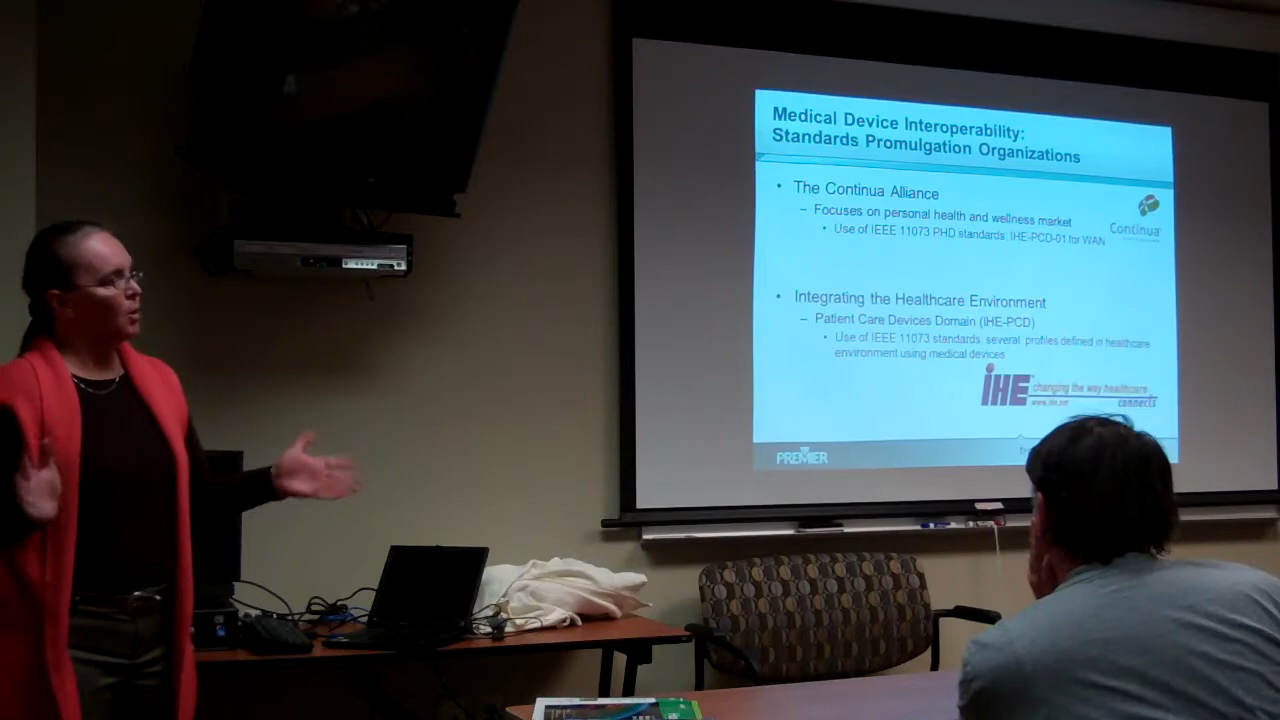 Medical Device Interoperability:
Standards Promulgation Organizations
• The Continua Alliance
– Focuses on personal health and wellness market
• Use of IEEE 11073 PHD standards; IHE-PCD-01 for WAN
Continua
• Integrating the Healthcare Environment
– Patient Care Devices Domain (IHE-PCD)
• Use of IEEE 11073 standards several profiles defined in healthcare
environment using medical devices
IHE changing the way healthcare
www.ihe.net connects
PREMIER